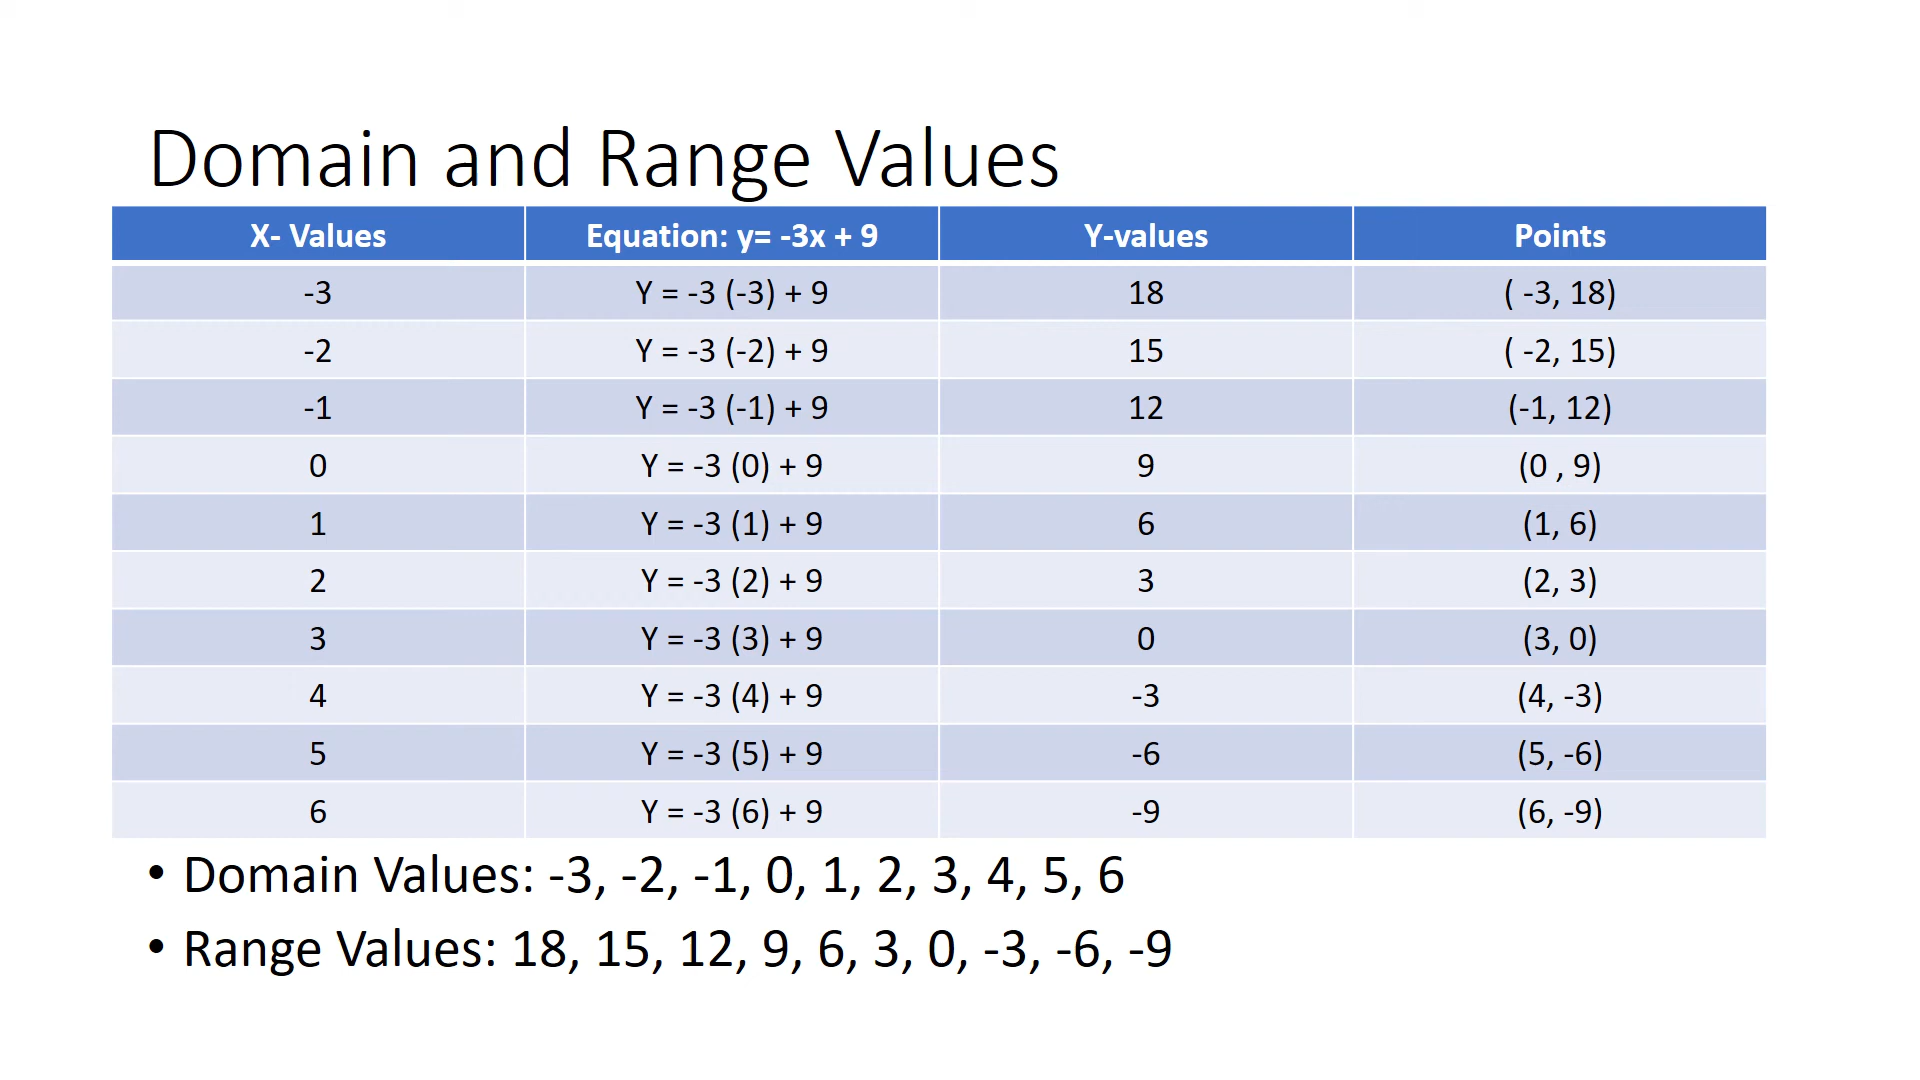 Domain and Range Values
X- Values Equation: y= -3x + 9 Y-values Points
-3 Y = -3 (-3) + 9 18 ( -3, 18)
-2 Y = -3 (-2) + 9 15 ( -2, 15)
-1 Y = -3 (-1) + 9 12 (-1, 12)
0 Y = -3 (0) + 9 9 (0 , 9)
1 Y = -3 (1) + 9 6 (1, 6)
2 Y = -3 (2) + 9 3 (2, 3)
3 Y = -3 (3) + 9 0 (3, 0)
4 Y = -3 (4) + 9 -3 (4, -3)
5 Y = -3 (5) + 9 -6 (5, -6)
6 Y = -3 (6) + 9 -9 (6, -9)
• Domain Values: -3, -2, -1, 0, 1, 2, 3, 4, 5, 6
• Range Values: 18, 15, 12, 9, 6, 3, 0, -3, -6, -9